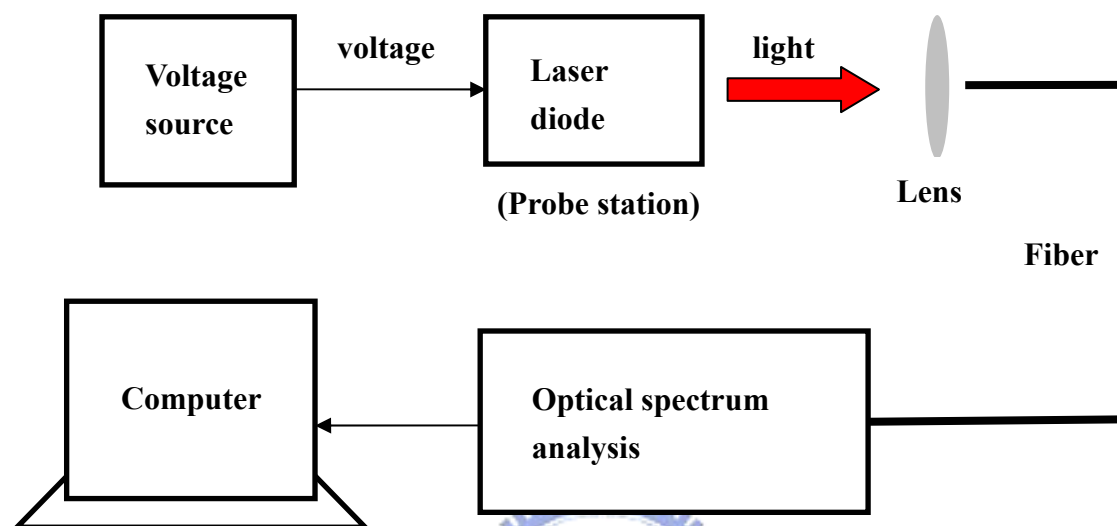 Voltage
source
voltage
Laser
diode
(Probe station)
light
Lens
Fiber
Computer
Optical spectrum
analysis